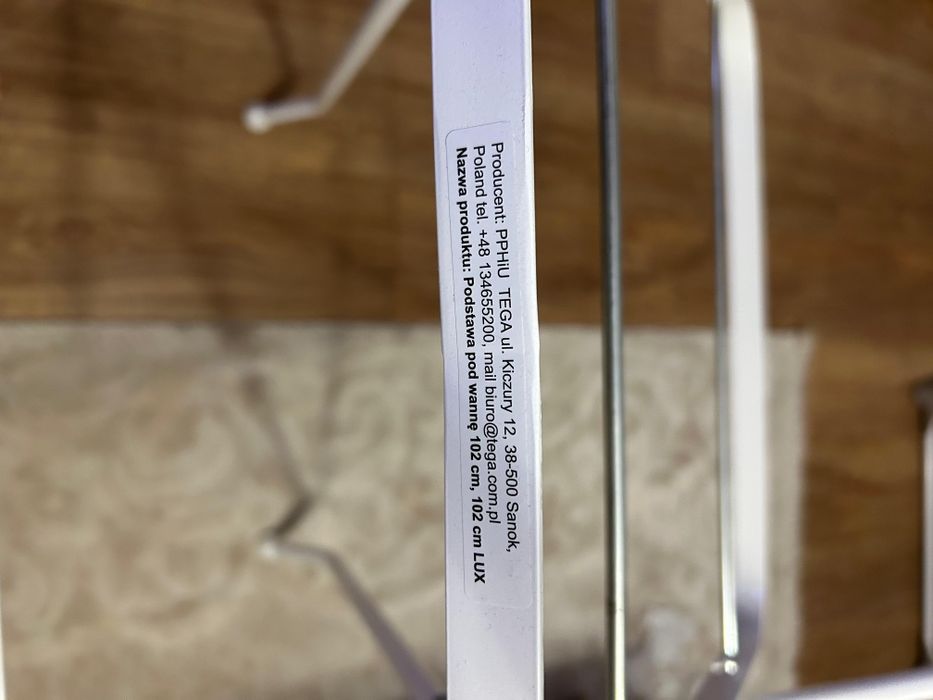 Producent: PPHiU TEGA ul. Kiczury 12, 38-500 Sanok,
Poland tel. +48 134655200, mail biuro@tega.com.pl
Nazwa produktu: Podstawa pod wannę 102 cm, 102 cm LUX